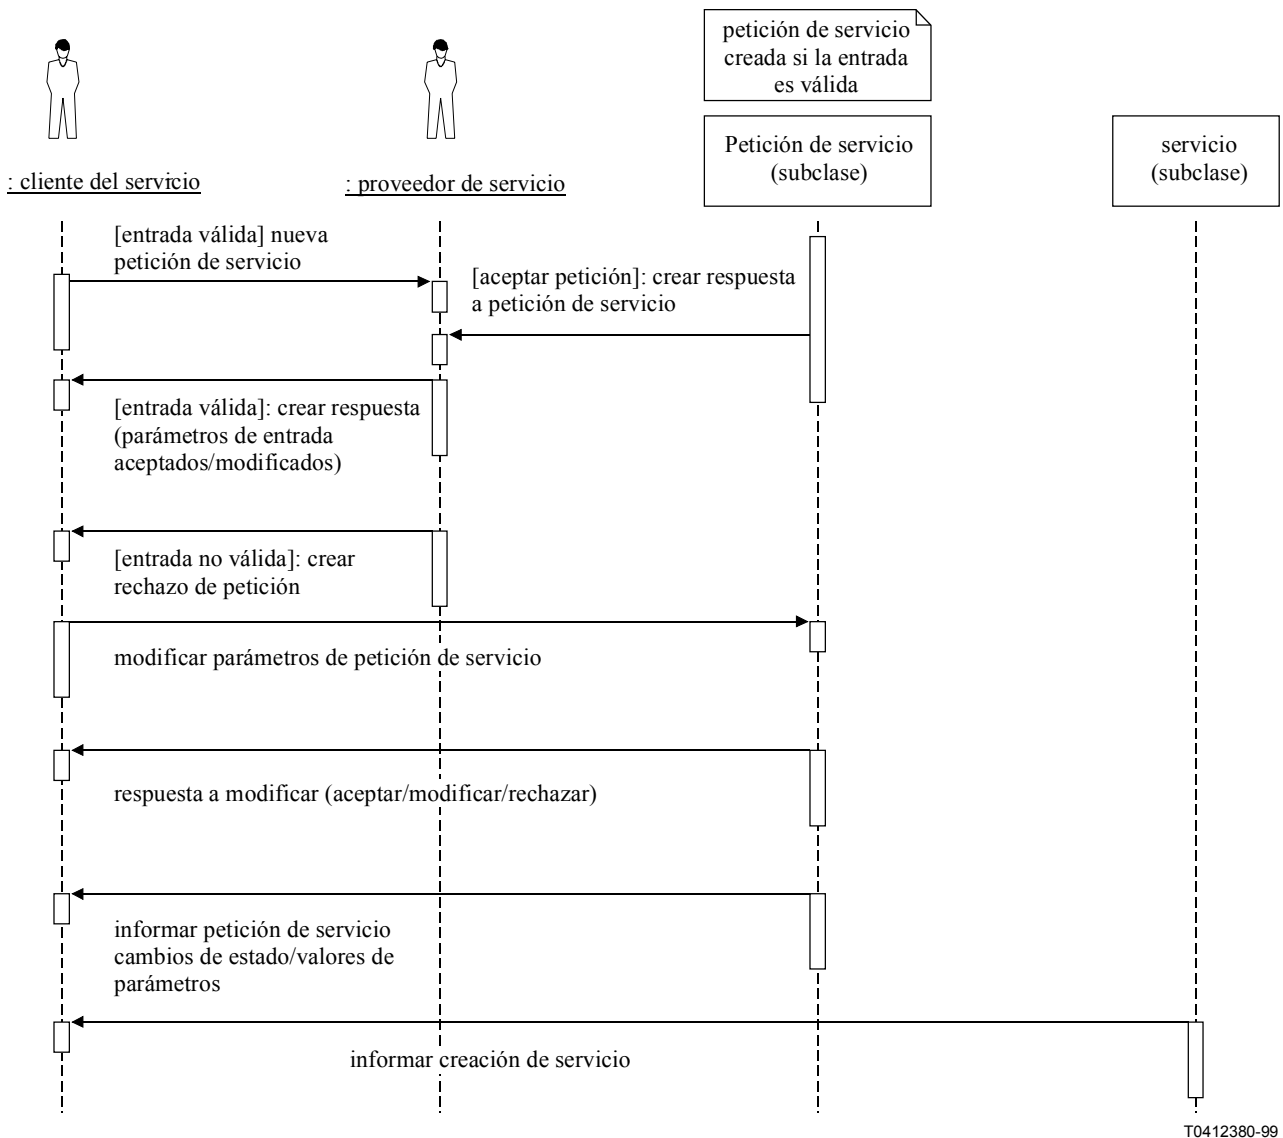 petición de servicio
creada si la entrada
es válida
Petición de servicio
(subclase)
servicio
(subclase)
: cliente del servicio
: proveedor de servicio
[entrada válida] nueva
petición de servicio
[aceptar petición]: crear respuesta
a petición de servicio
[entrada válida]: crear respuesta
(parámetros de entrada
aceptados/modificados)
[entrada no válida]: crear
rechazo de petición
modificar parámetros de petición de servicio
respuesta a modificar (aceptar/modificar/rechazar)
informar petición de servicio
cambios de estado/valores de
parámetros
informar creación de servicio
T0412380-99